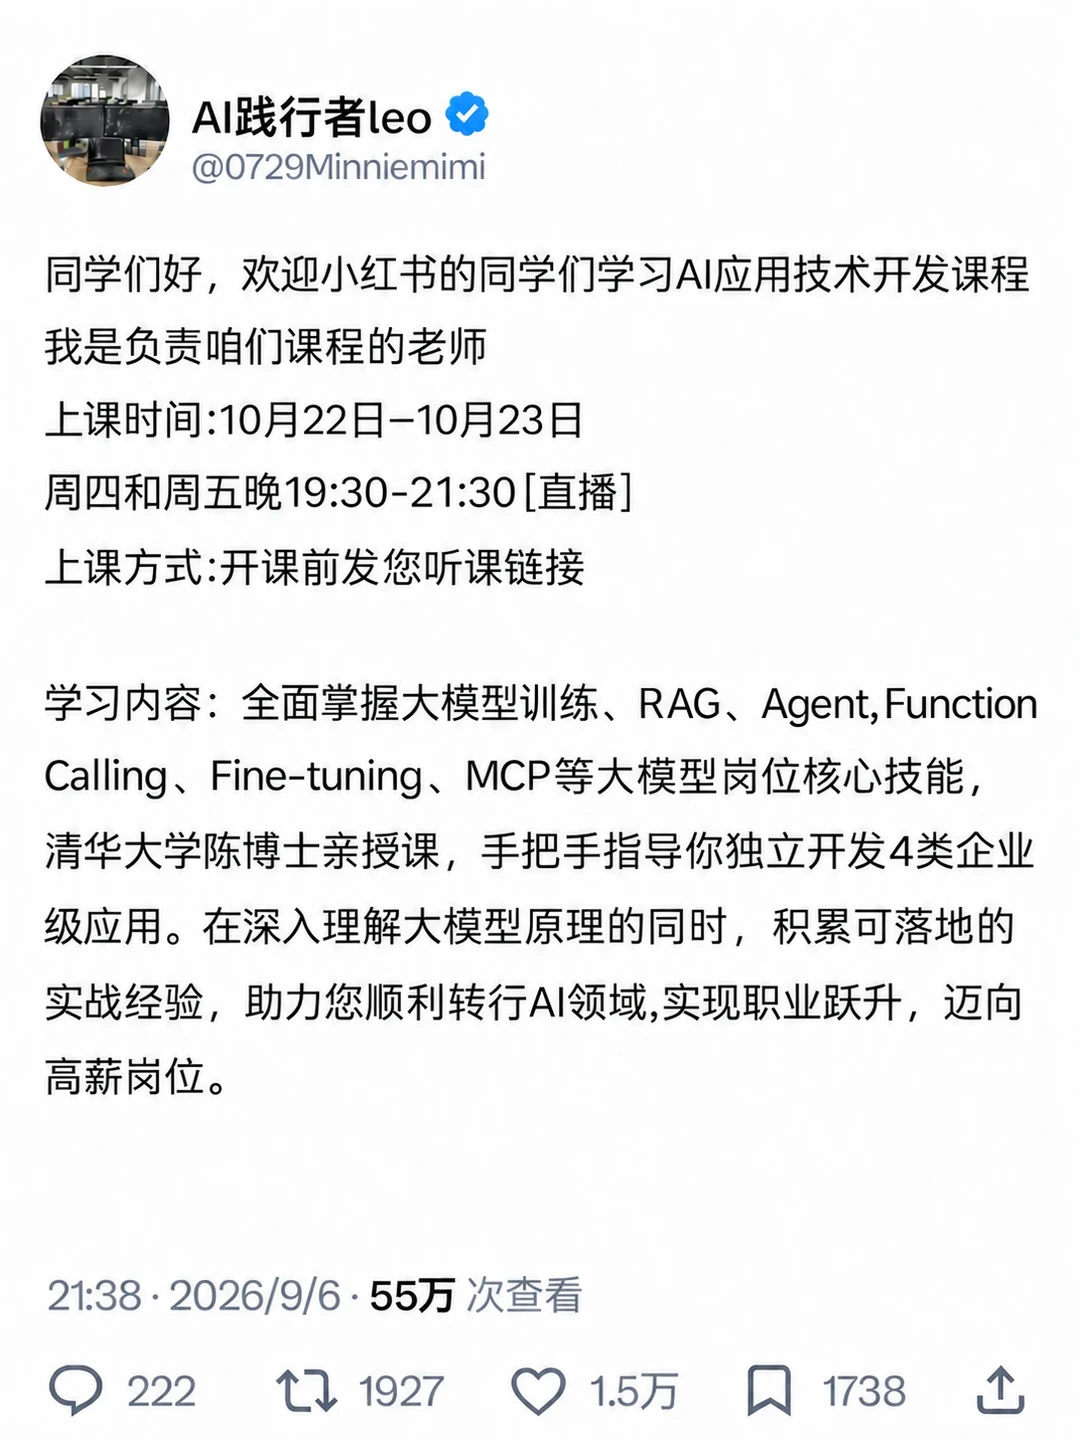 AI践行者leo
@0729Minniemimi
同学们好，欢迎小红书的同学们学习AI应用技术开发课程
我是负责咱们课程的老师
上课时间:10月22日—10月23日
周四和周五晚19:30-21:30[直播]
上课方式:开课前发您听课链接
学习内容：全面掌握大模型训练、RAG、Agent,Function
Calling、Fine-tuning、MCP等大模型岗位核心技能，
清华大学陈博士亲授课，手把手指导你独立开发4类企业
级应用。在深入理解大模型原理的同时，积累可落地的
实战经验，助力您顺利转行AI领域,实现职业跃升，迈向
高薪岗位。
21:38 · 2026/9/6 · 55万 次查看
222 1927 1.5万 1738